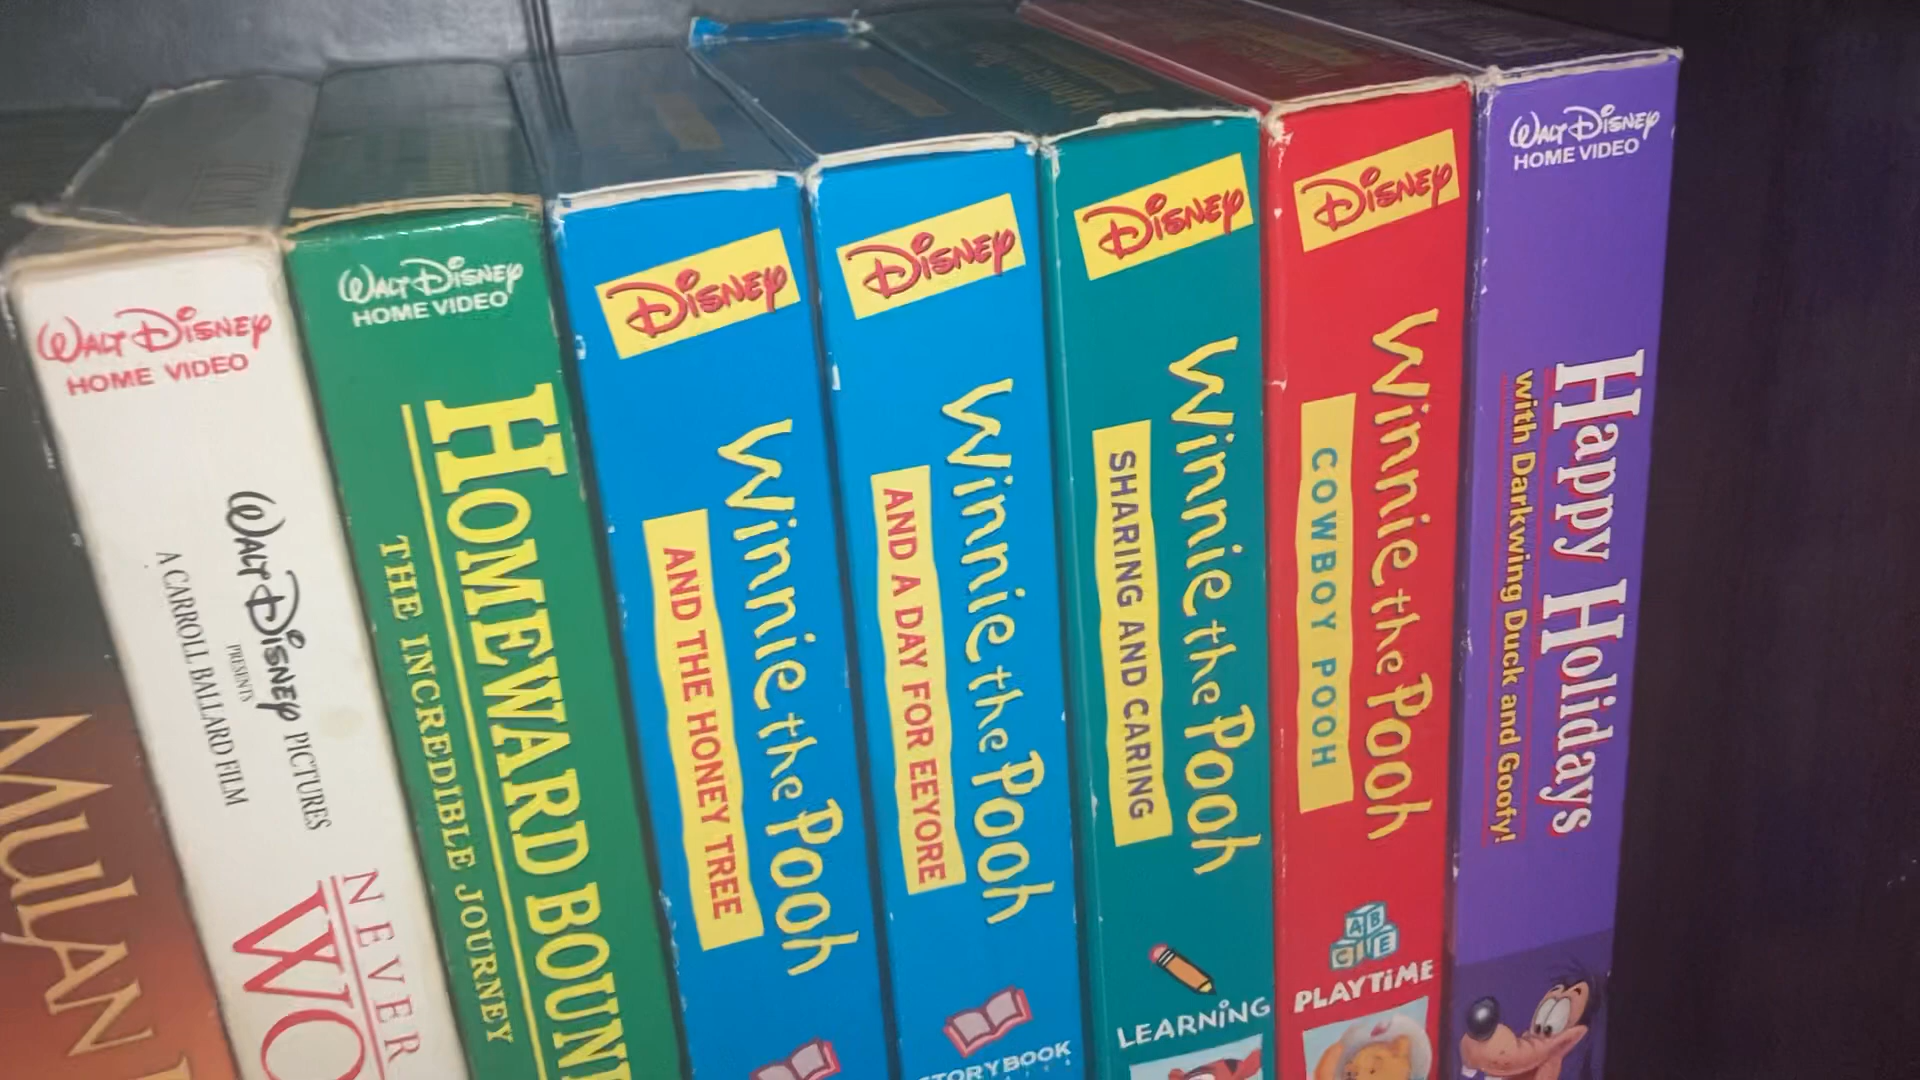 MULAN
WALT DISNEY
HOME VIDEO
WALT DISNEY PICTURES
PRESENTS
A CARROLL BALLARD FILM
NEVER
WO
WALT DISNEY
HOME VIDEO
HOMEWARD BOUN
THE INCREDIBLE JOURNEY
DISNEY
Winnie the Pooh
AND THE HONEY TREE
DISNEY
Winnie the Pooh
AND A DAY FOR EEYORE
STORYBOOK
DISNEY
Winnie the Pooh
SHARING AND CARING
LEARNING
DISNEY
Winnie the Pooh
COWBOY POOH
A B
C E
PLAYTIME
WALT DISNEY
HOME VIDEO
Happy Holidays
with Darkwing Duck and Goofy!